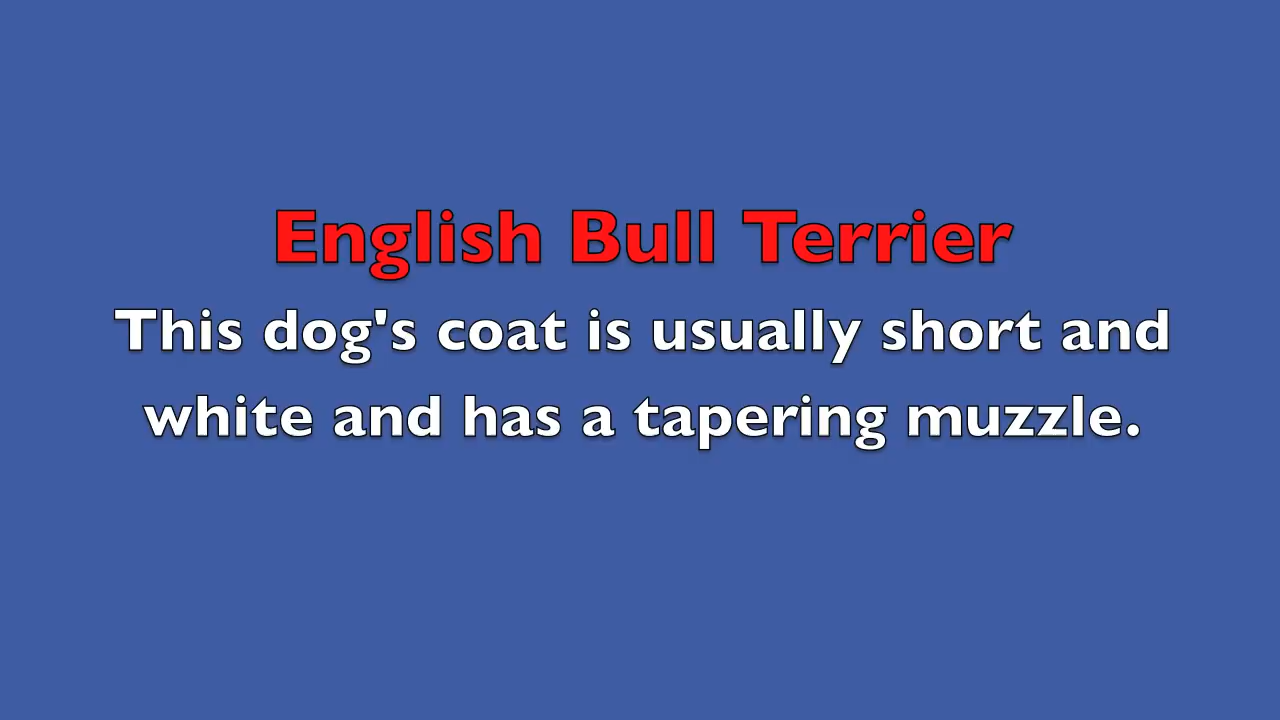 English Bull Terrier
This dog's coat is usually short and
white and has a tapering muzzle.